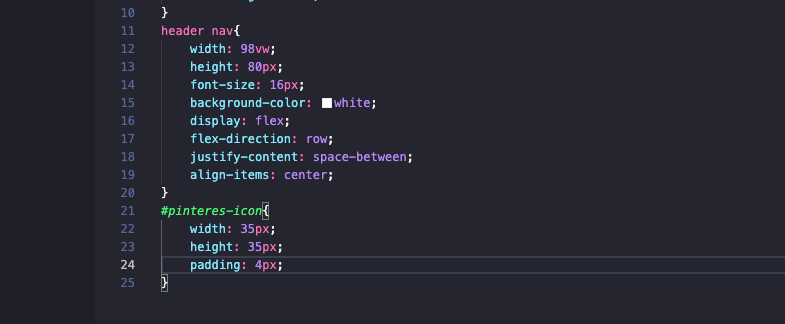 10 }
11 header nav{
12 width: 98vw;
13 height: 80px;
14 font-size: 16px;
15 background-color: white;
16 display: flex;
17 flex-direction: row;
18 justify-content: space-between;
19 align-items: center;
20 }
21 #pinteres-icon{
22 width: 35px;
23 height: 35px;
24 padding: 4px;
25 }